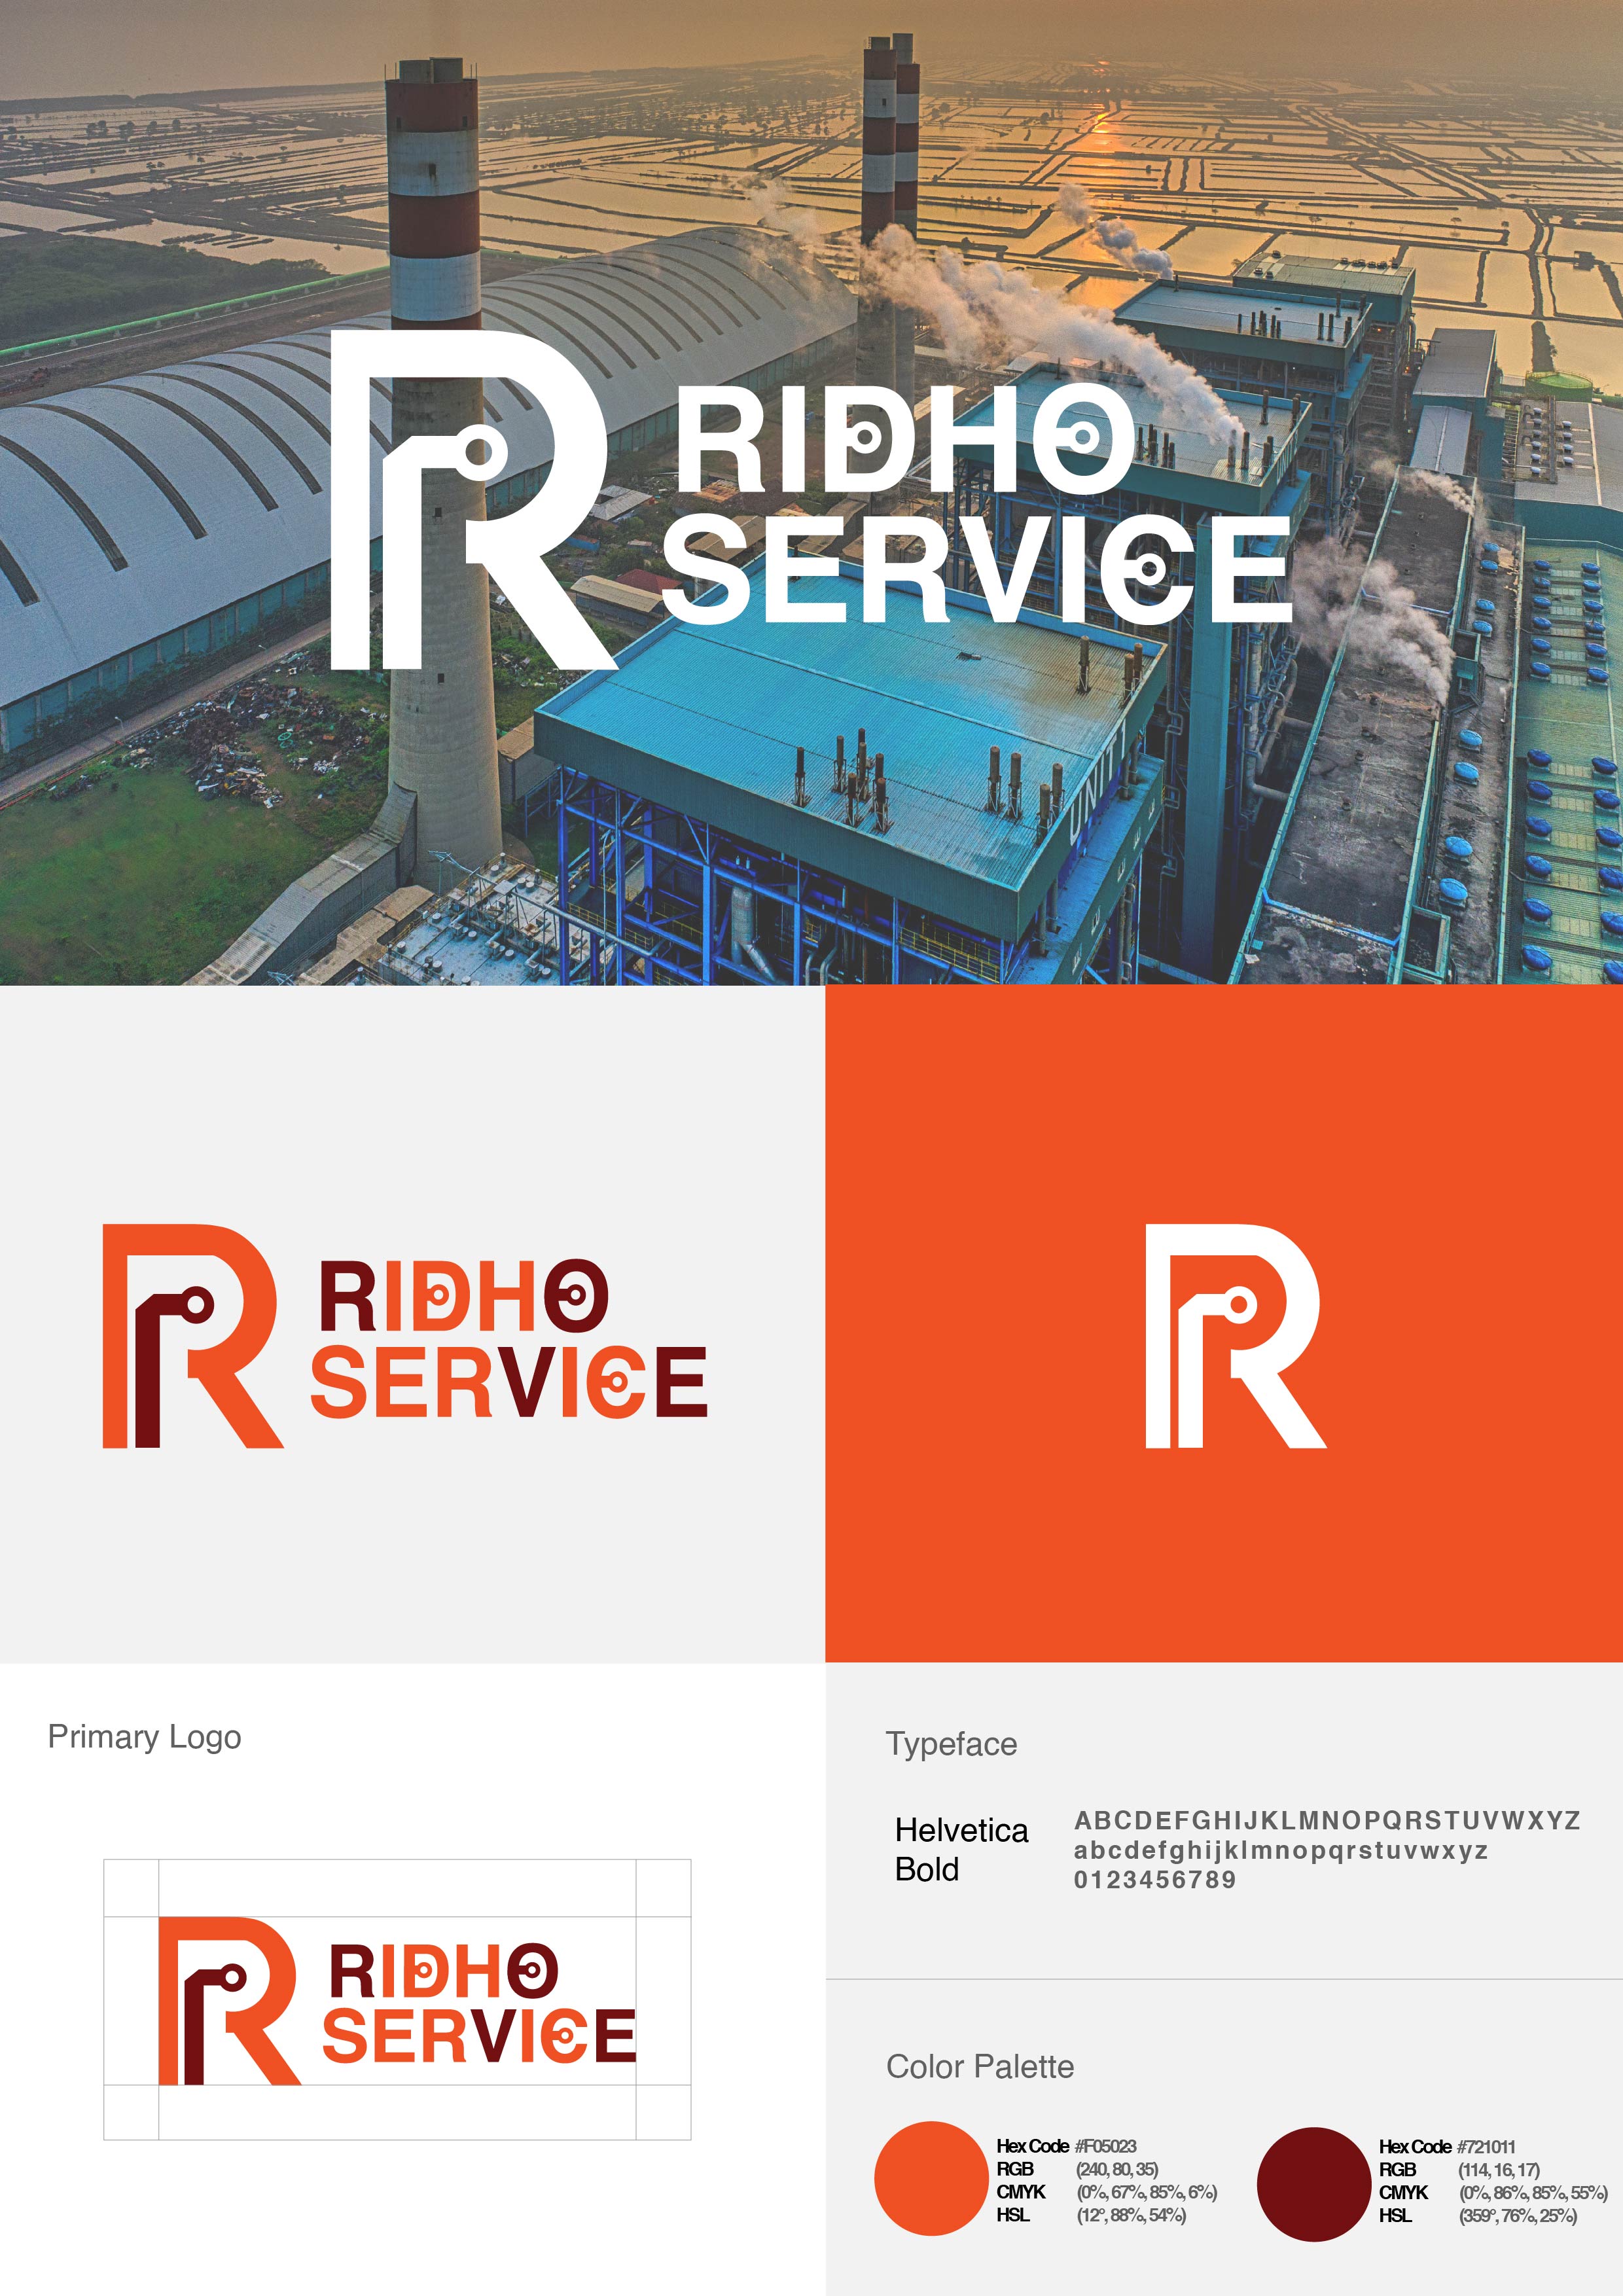 RIDHO
SERVICE
UNIT 1
RIDHO
SERVICE
R
Primary Logo
RIDHO
SERVICE
Typeface
Helvetica
Bold
ABCDEFGHIJKLMNOPQRSTUVWXYZ
abcdefghijklmnopqrstuvwxyz
0123456789
Color Palette
Hex Code #F05023
RGB (240, 80, 35)
CMYK (0%, 67%, 85%, 6%)
HSL (12°, 88%, 54%)
Hex Code #721011
RGB (114, 16, 17)
CMYK (0%, 86%, 85%, 55%)
HSL (359°, 76%, 25%)